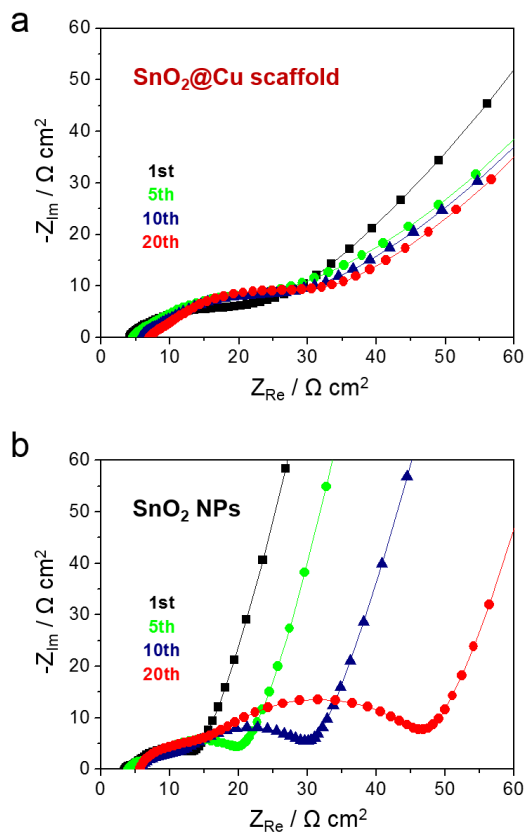 a
60
50
40
30
20
10
0
-Z_Im / Ω cm²
SnO₂@Cu scaffold
1st
5th
10th
20th
0 10 20 30 40 50 60
Z_Re / Ω cm²
b
60
50
40
30
20
10
0
-Z_Im / Ω cm²
SnO₂ NPs
1st
5th
10th
20th
0 10 20 30 40 50 60
Z_Re / Ω cm²